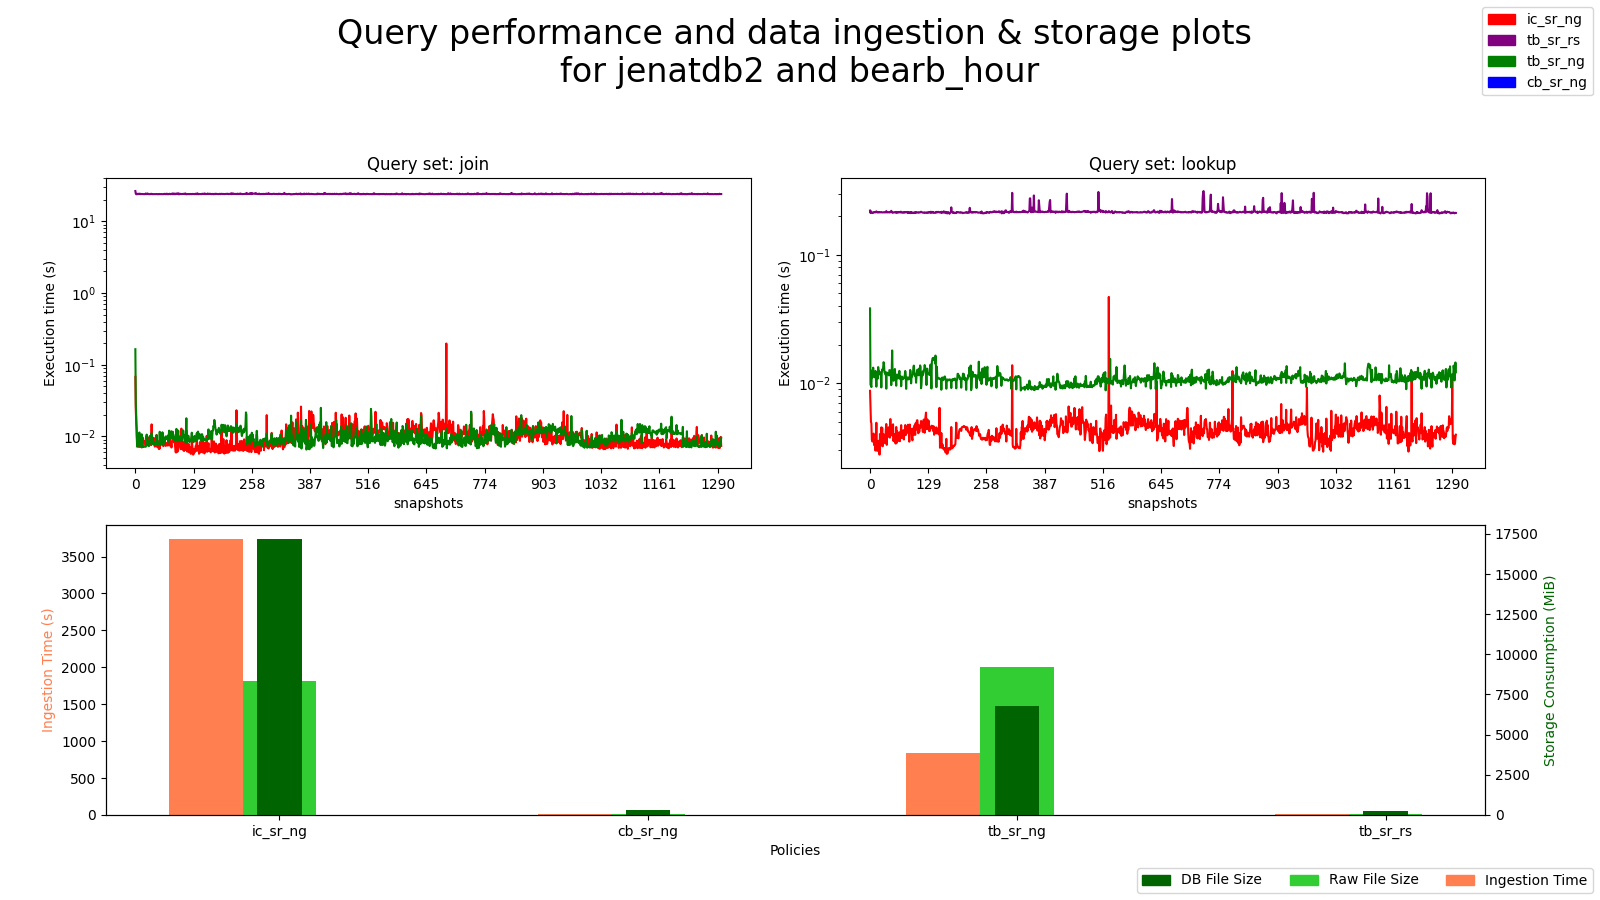 Query performance and data ingestion & storage plots
for jenatdb2 and bearb_hour
ic_sr_ng
tb_sr_rs
tb_sr_ng
cb_sr_ng
Query set: join
Execution time (s)
10¹
10⁰
10⁻¹
10⁻²
0 129 258 387 516 645 774 903 1032 1161 1290
snapshots
Query set: lookup
Execution time (s)
10⁻¹
10⁻²
0 129 258 387 516 645 774 903 1032 1161 1290
snapshots
Ingestion Time (s)
3500
3000
2500
2000
1500
1000
500
0
17500
15000
12500
10000
7500
5000
2500
0
Storage Consumption (MiB)
ic_sr_ng cb_sr_ng tb_sr_ng tb_sr_rs
Policies
DB File Size Raw File Size Ingestion Time